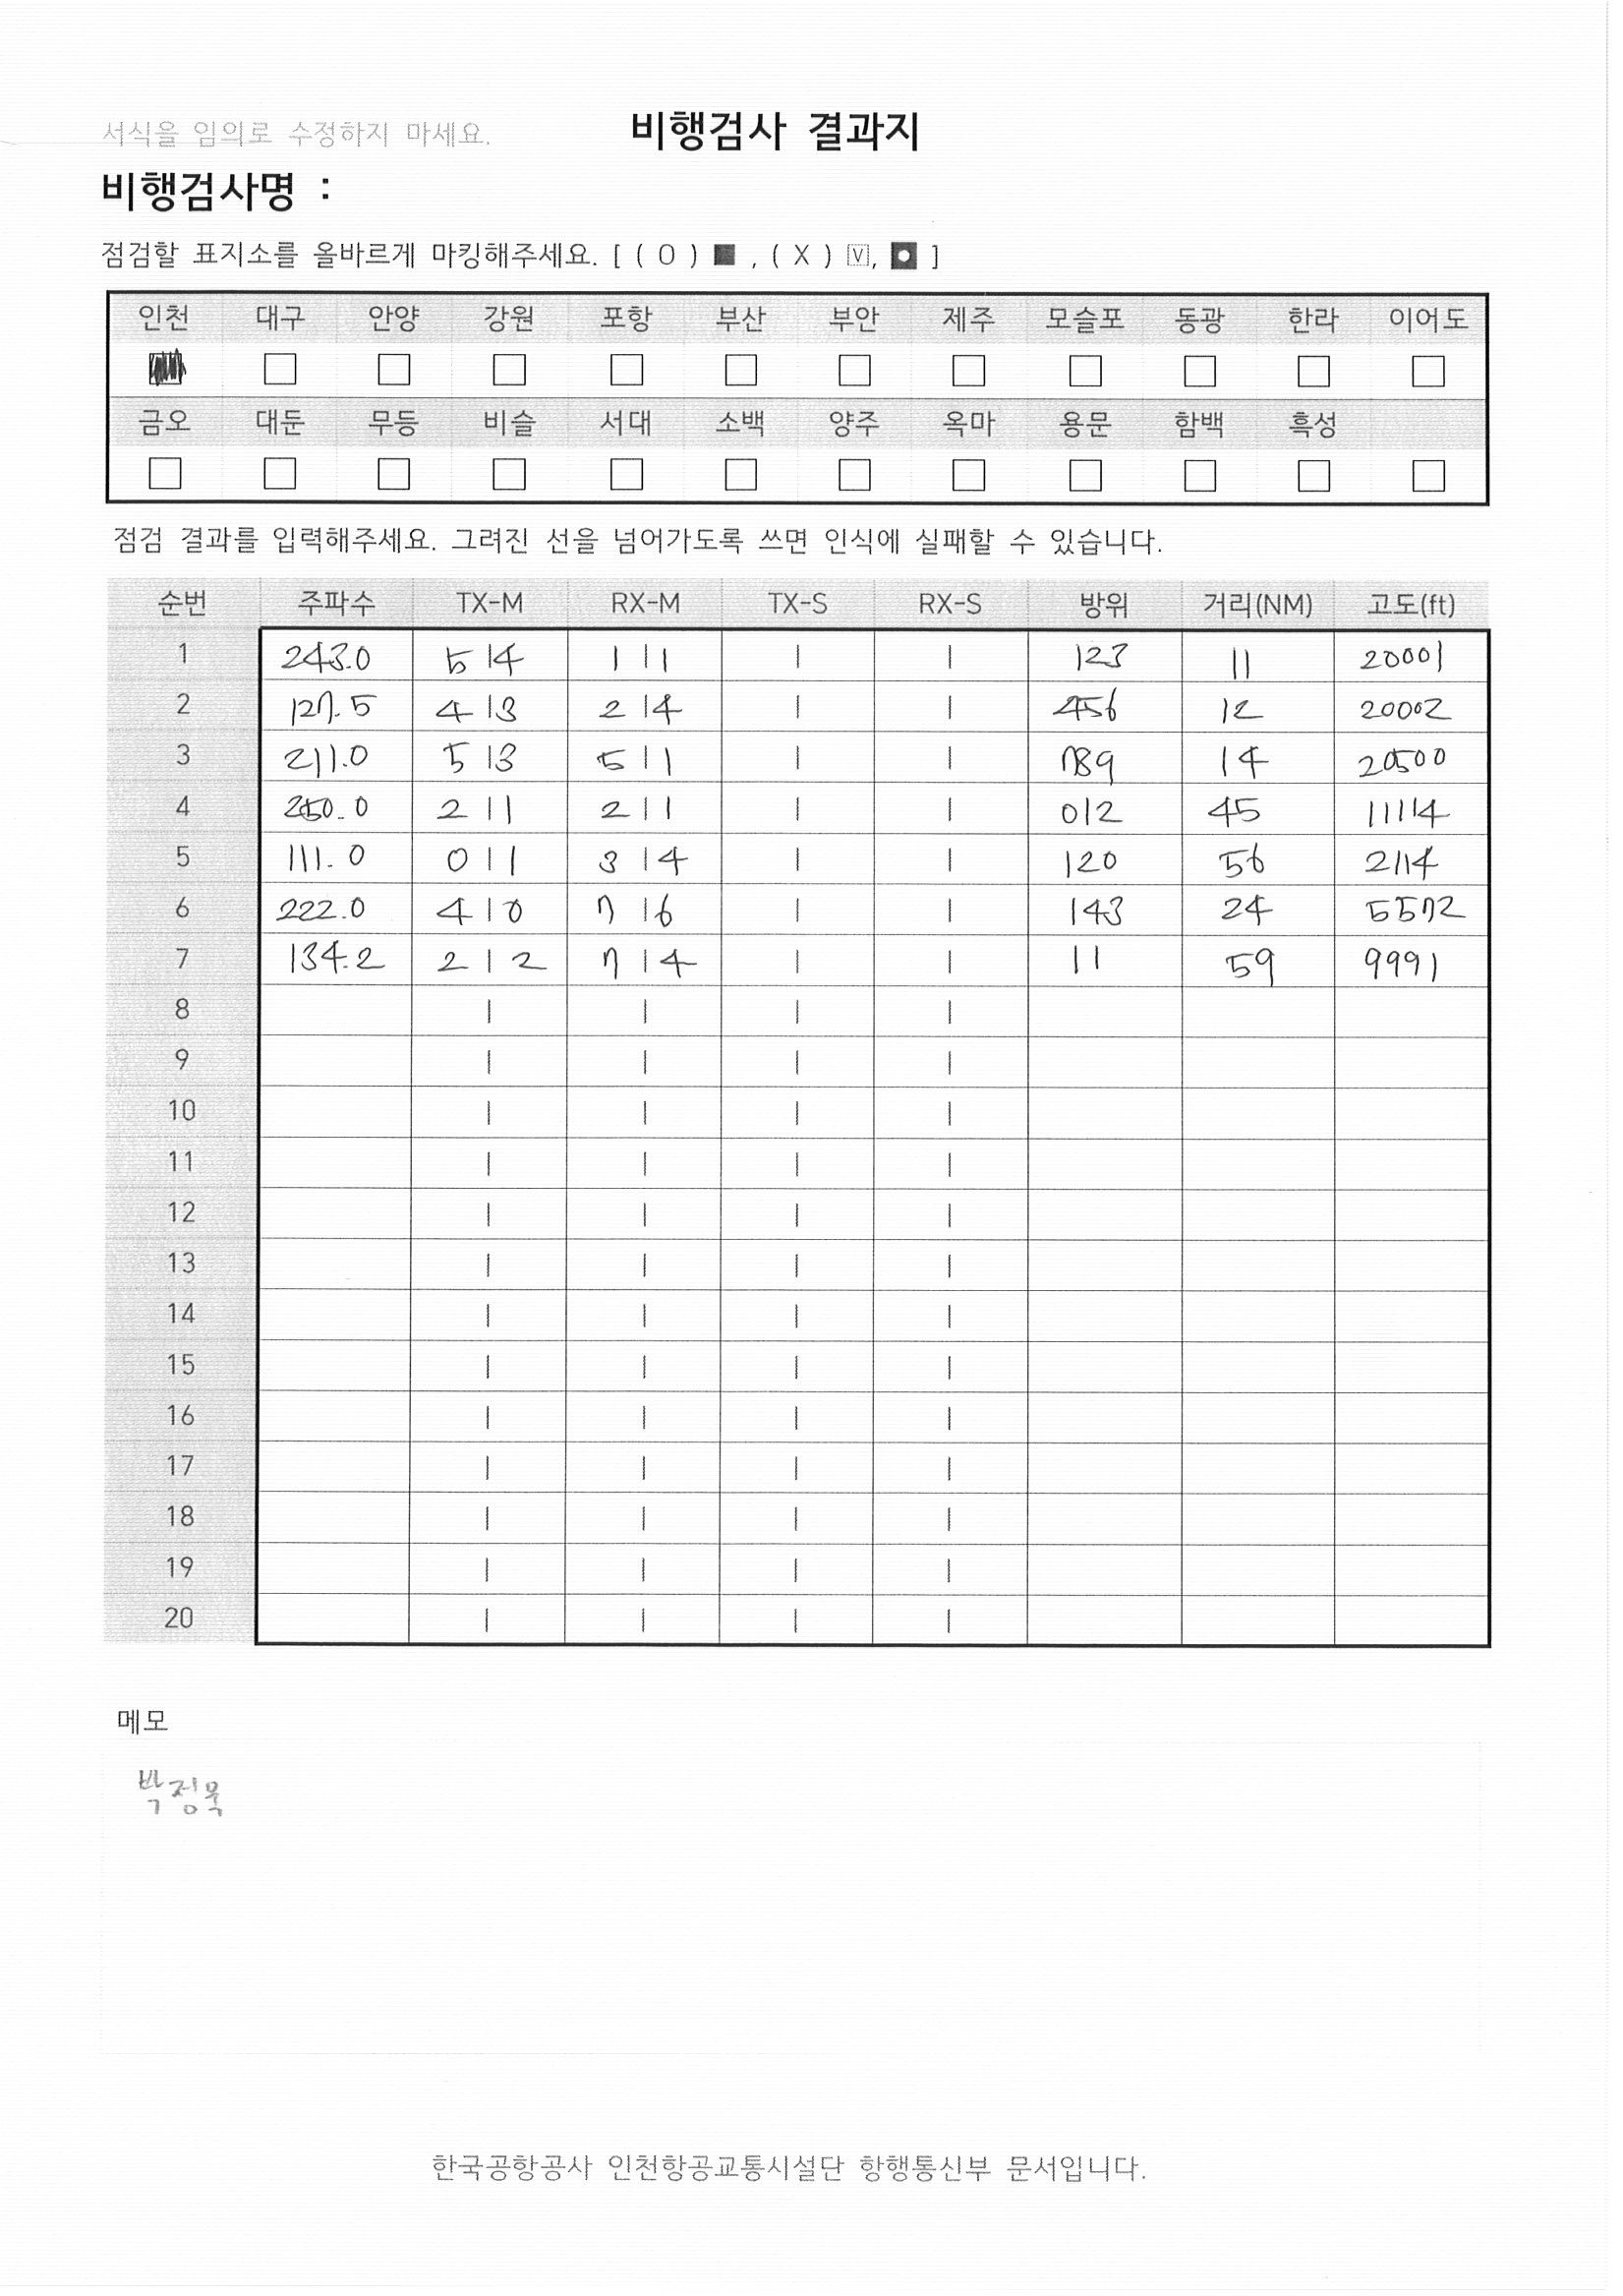 서식을 임의로 수정하지 마세요. 비행검사 결과지
비행검사명 :
점검할 표지소를 올바르게 마킹해주세요. [ ( O ) ■ , ( X ) ☑, ◘ ]
인천 대구 안양 강원 포항 부산 부안 제주 모슬포 동광 한라 이어도
금오 대둔 무등 비슬 서대 소백 양주 옥마 용문 함백 흑성
점검 결과를 입력해주세요. 그려진 선을 넘어가도록 쓰면 인식에 실패할 수 있습니다.
순번 주파수 TX-M RX-M TX-S RX-S 방위 거리(NM) 고도(ft)
1 243.0 5 | 4 1 | 1 | | 123 11 20001
2 127.5 4 | 3 2 | 4 | | 456 12 20002
3 211.0 5 | 3 5 | 1 | | 789 14 20500
4 250.0 2 | 1 2 | 1 | | 012 45 11114
5 111.0 0 | 1 3 | 4 | | 120 56 2114
6 222.0 4 | 0 7 | 6 | | 143 24 5572
7 134.2 2 | 2 7 | 4 | | 11 59 9991
8 | | | |
9 | | | |
10 | | | |
11 | | | |
12 | | | |
13 | | | |
14 | | | |
15 | | | |
16 | | | |
17 | | | |
18 | | | |
19 | | | |
20 | | | |
메모
박정욱
한국공항공사 인천항공교통시설단 항행통신부 문서입니다.